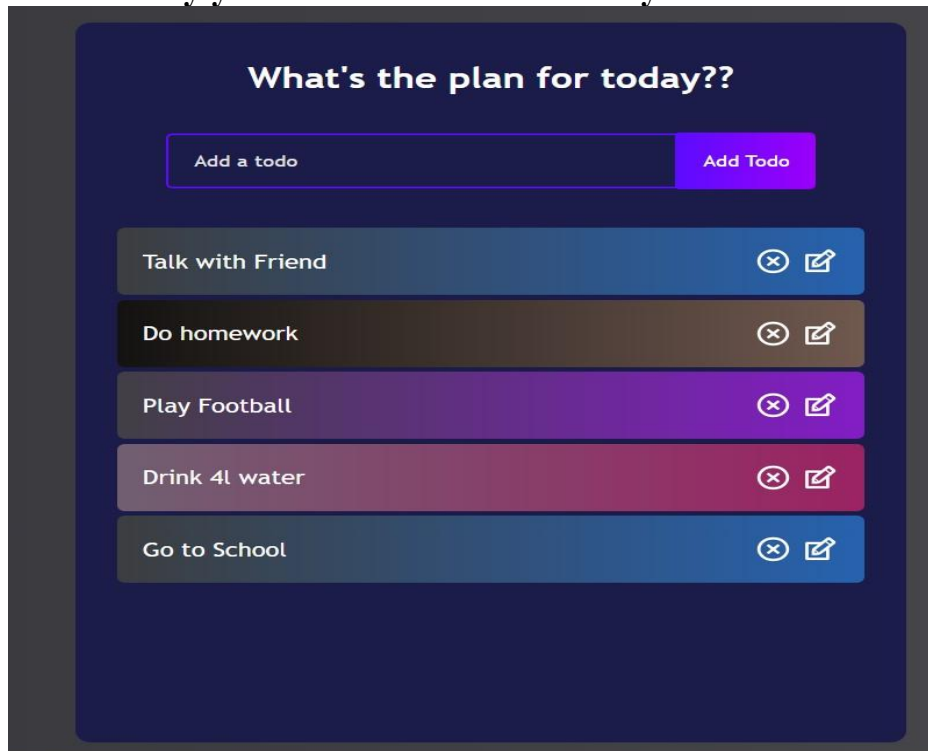 What's the plan for today??
Add a todo
Add Todo
Talk with Friend
Do homework
Play Football
Drink 4l water
Go to School